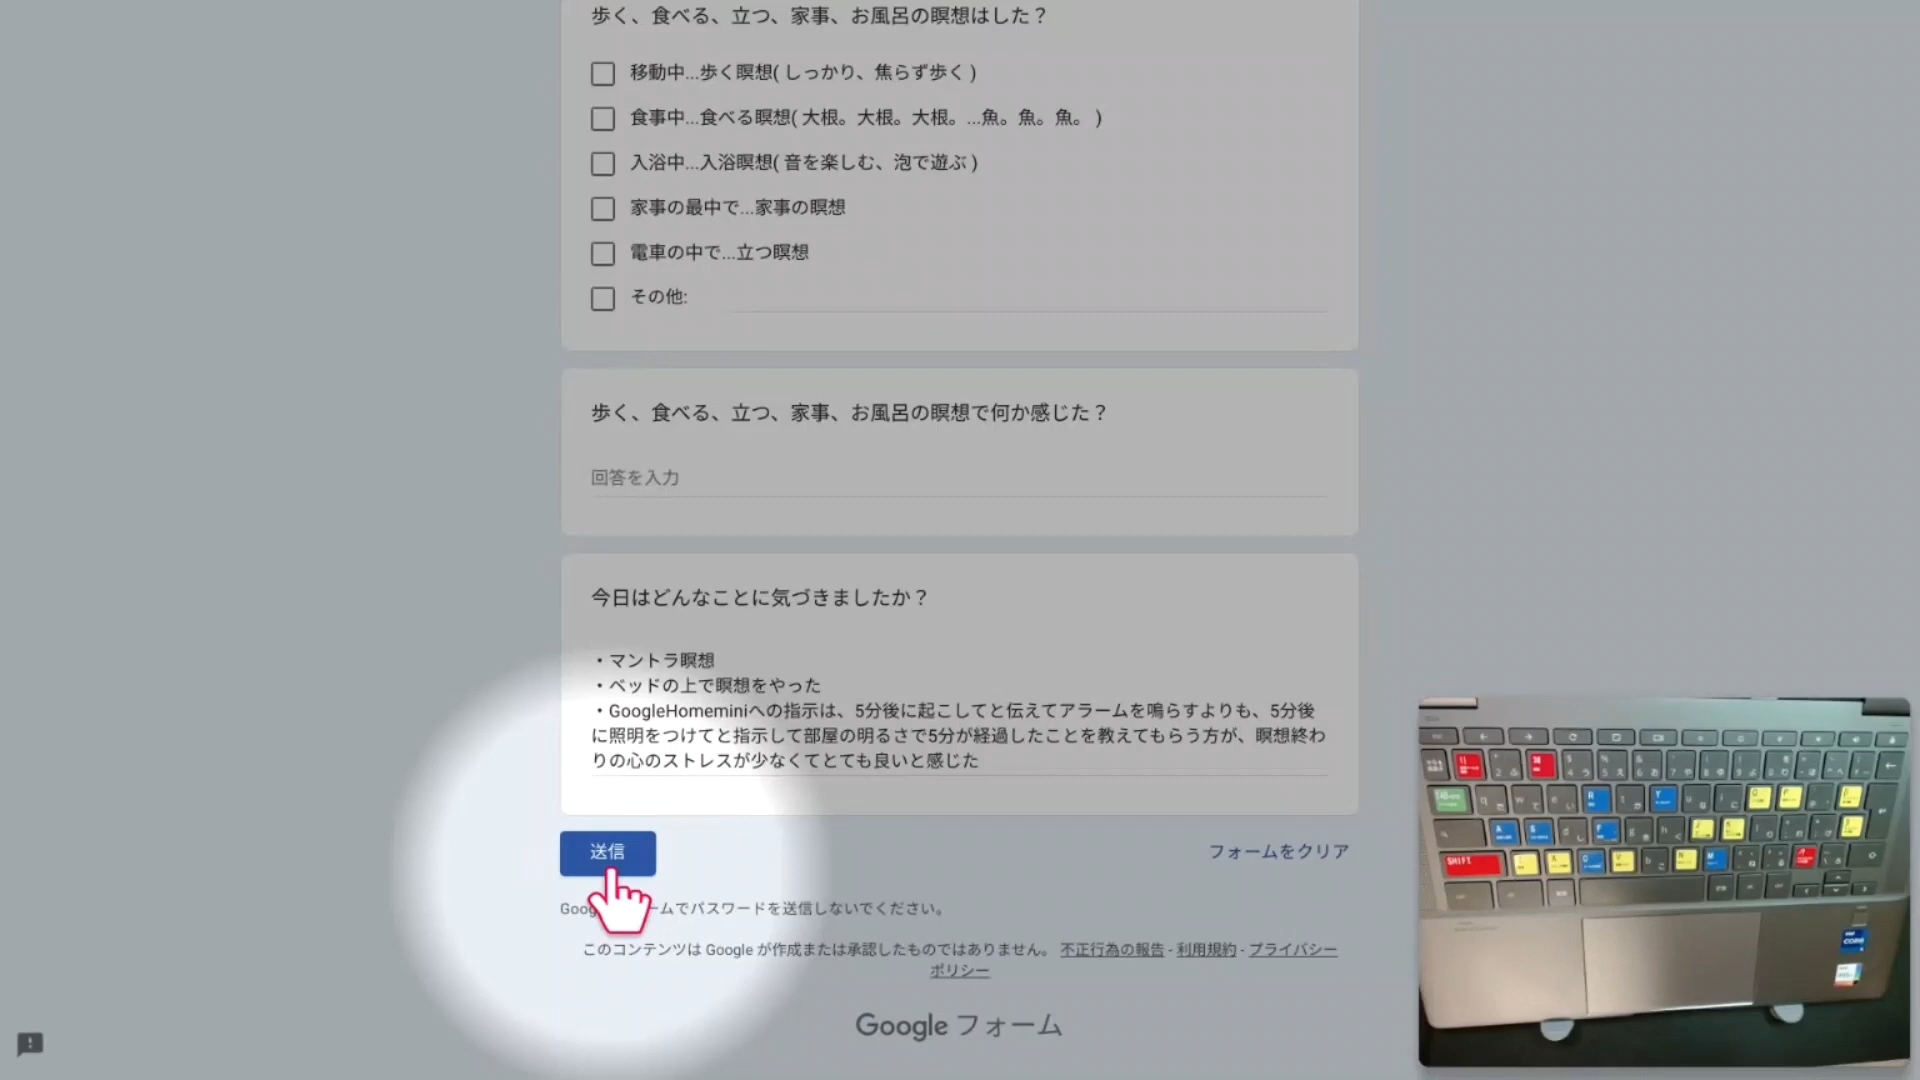 歩く、食べる、立つ、家事、お風呂の瞑想はした？
移動中...歩く瞑想( しっかり、焦らず歩く )
食事中...食べる瞑想( 大根。大根。大根。...魚。魚。魚。 )
入浴中...入浴瞑想( 音を楽しむ、泡で遊ぶ )
家事の最中で...家事の瞑想
電車の中で...立つ瞑想
その他:
歩く、食べる、立つ、家事、お風呂の瞑想で何か感じた？
回答を入力
今日はどんなことに気づきましたか？
・マントラ瞑想
・ベッドの上で瞑想をやった
・GoogleHomeminiへの指示は、5分後に起こしてと伝えてアラームを鳴らすよりも、5分後
に照明をつけてと指示して部屋の明るさで5分が経過したことを教えてもらう方が、瞑想終わ
りの心のストレスが少なくてとても良いと感じた
送信
フォームをクリア
ームでパスワードを送信しないでください。
このコンテンツは Google が作成または承認したものではありません。 不正行為の報告 - 利用規約 - プライバシー
ポリシー
Google フォーム
SHIFT
CORE